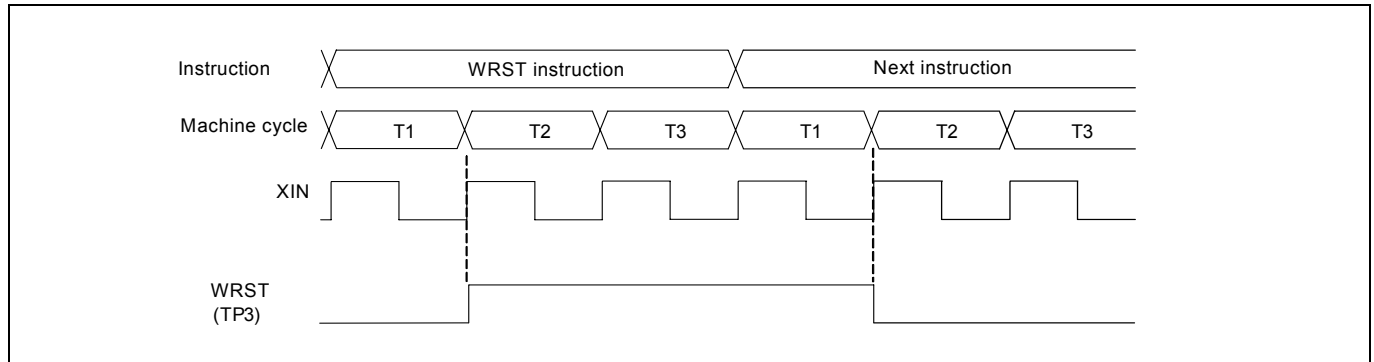 Instruction WRST instruction Next instruction
Machine cycle T1 T2 T3 T1 T2 T3
XIN
WRST
(TP3)